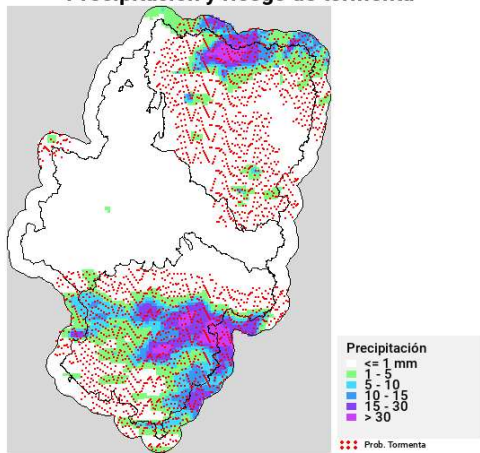 Precipitación y riesgo de tormenta
Precipitación
<= 1 mm
1 - 5
5 - 10
10 - 15
15 - 30
> 30
Prob. Tormenta